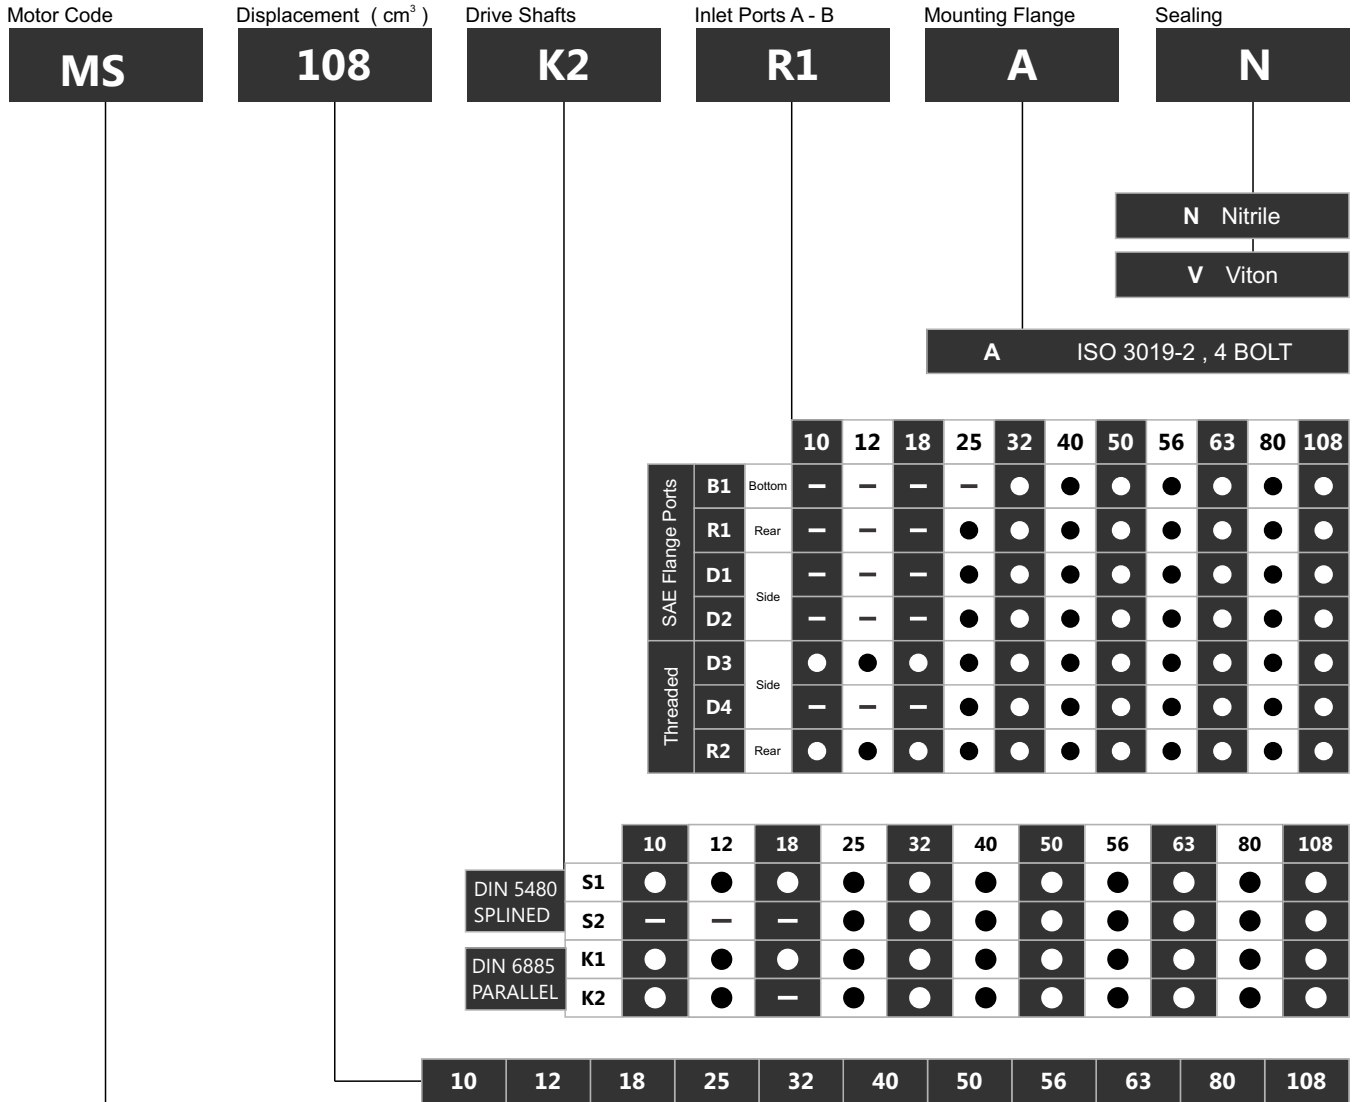 Motor Code Displacement ( cm³ ) Drive Shafts Inlet Ports A - B Mounting Flange Sealing
MS 108 K2 R1 A N
N Nitrile
V Viton
A ISO 3019-2 , 4 BOLT
10 12 18 25 32 40 50 56 63 80 108
SAE Flange Ports
B1 Bottom – – – – ● ● ● ● ● ● ●
R1 Rear – – – ● ● ● ● ● ● ● ●
D1 – – – ● ● ● ● ● ● ● ●
Side
D2 – – – ● ● ● ● ● ● ● ●
Threaded
D3 ● ● ● ● ● ● ● ● ● ● ●
Side
D4 – – – ● ● ● ● ● ● ● ●
R2 Rear ● ● ● ● ● ● ● ● ● ● ●
10 12 18 25 32 40 50 56 63 80 108
DIN 5480
SPLINED
S1 ● ● ● ● ● ● ● ● ● ● ●
S2 – – – ● ● ● ● ● ● ● ●
DIN 6885
PARALLEL
K1 ● ● ● ● ● ● ● ● ● ● ●
K2 ● ● – ● ● ● ● ● ● ● ●
10 12 18 25 32 40 50 56 63 80 108